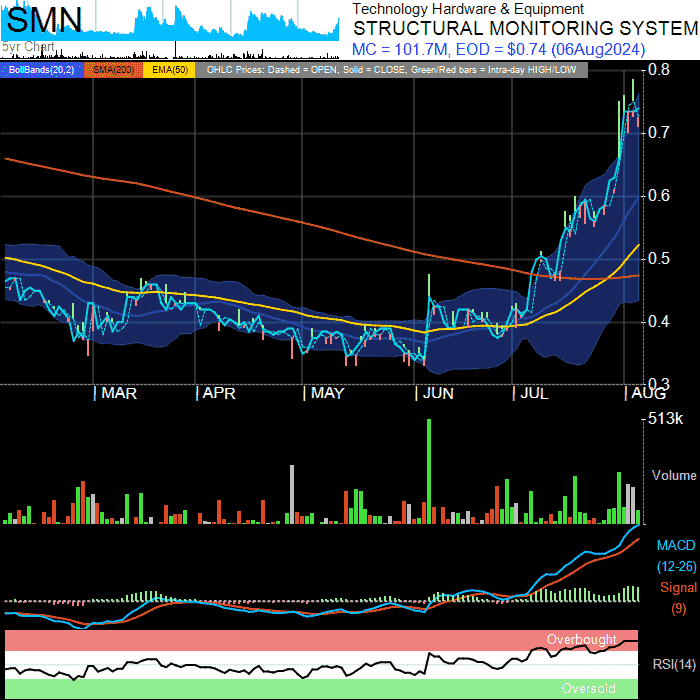 SMN
Technology Hardware & Equipment
STRUCTURAL MONITORING SYSTEM
5yr Chart
MC = 101.7M, EOD = $0.74 (06Aug2024)
BollBands(20,2) SMA(200) EMA(50) OHLC Prices: Dashed = OPEN, Solid = CLOSE, Green/Red bars = Intra-day HIGH/LOW
0.8
0.7
0.6
0.5
0.4
0.3
MAR APR MAY JUN JUL AUG
513k
Volume
MACD
(12-26)
Signal
(9)
Overbought
RSI(14)
Oversold